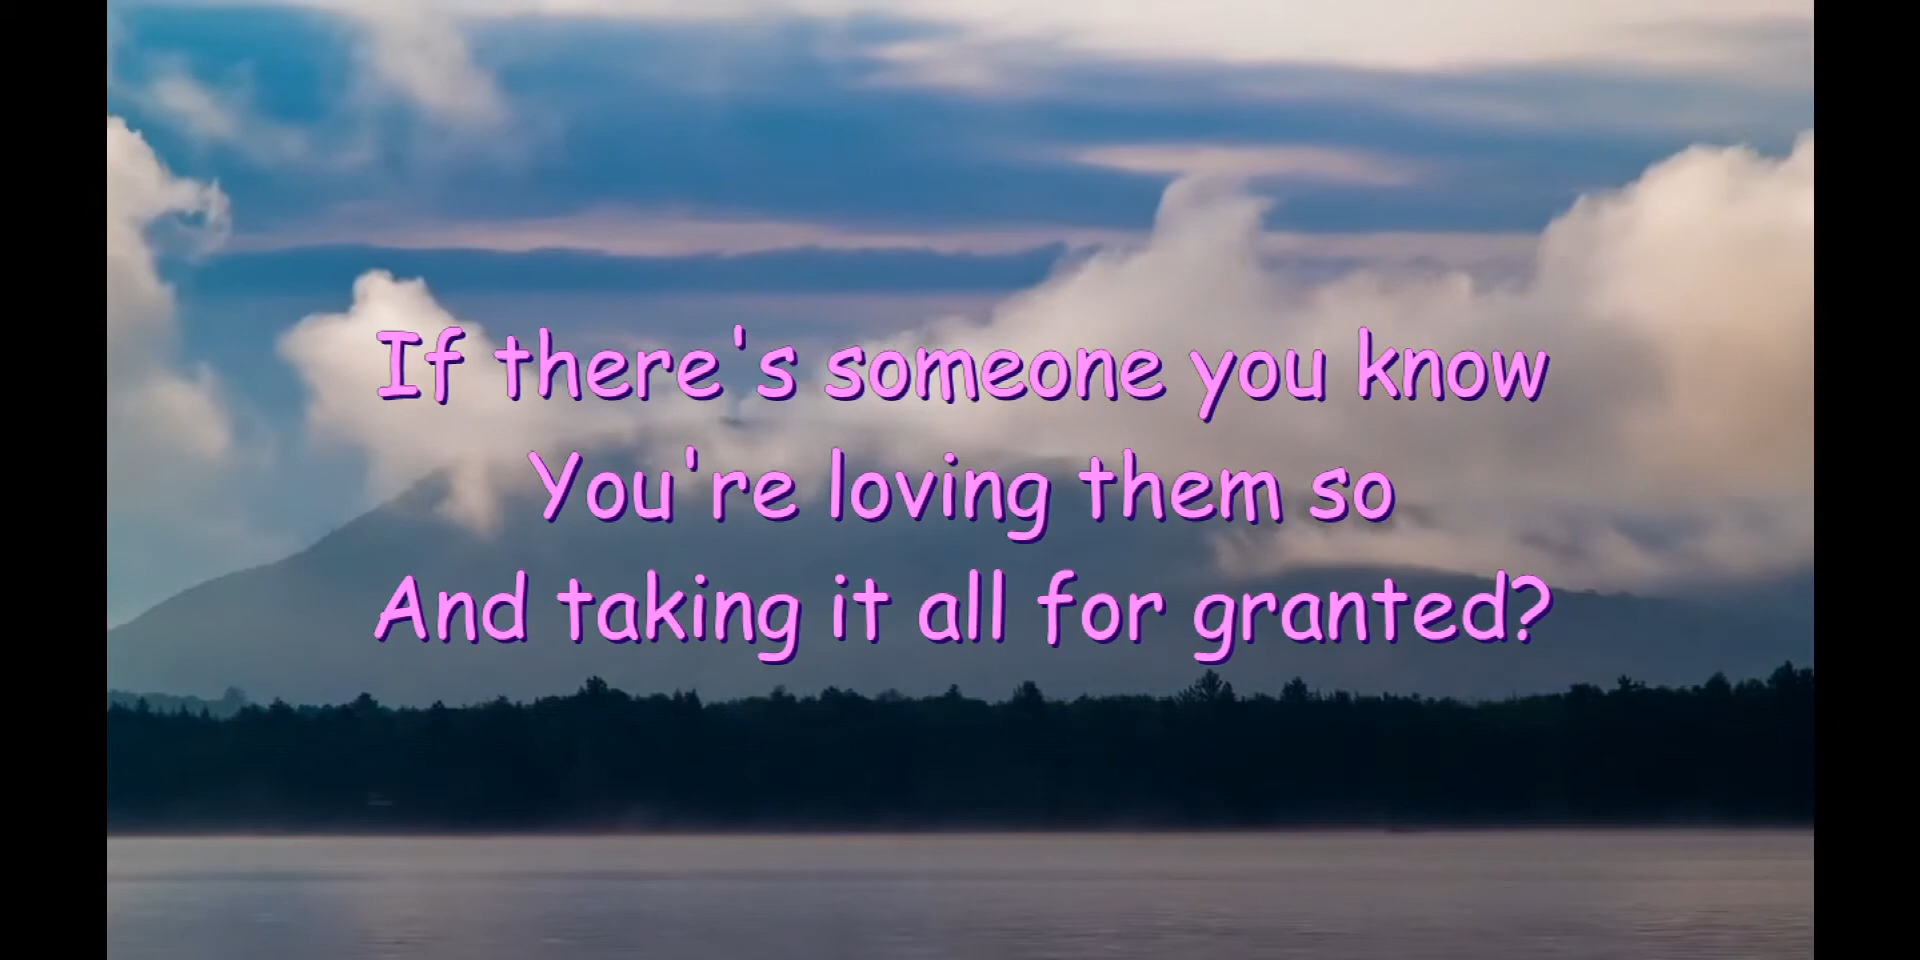 If there's someone you know
You're loving them so
And taking it all for granted?